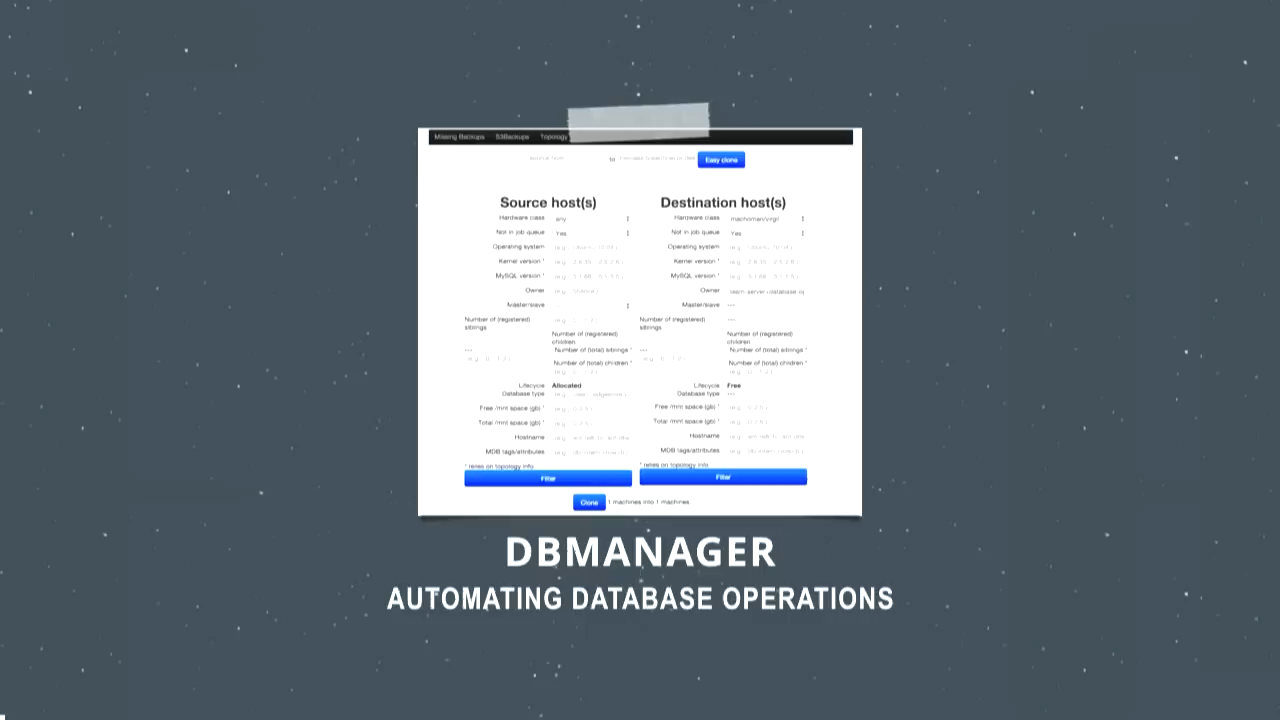 Missing Backups S3Backups Topology
to Easy clone
Source host(s) Destination host(s)
Hardware class any Hardware class
Not in job queue Yes Not in job queue Yes
Operating system Operating system
Kernel version * Kernel version *
MySQL version * MySQL version *
Owner Owner
Master/slave Master/slave ---
Number of (registered) siblings Number of (registered) siblings ---
Number of (registered) children Number of (registered) children
--- Number of (total) siblings * --- Number of (total) siblings *
Number of (total) children * Number of (total) children *
Lifecycle Allocated Lifecycle Free
Database type Database type ---
Free /mnt space (gb) * Free /mnt space (gb) *
Total /mnt space (gb) * Total /mnt space (gb) *
Hostname Hostname
MDB tags/attributes MDB tags/attributes
* relies on topology info * relies on topology info
Filter Filter
Clone 1 machines into 1 machines
DBMANAGER
AUTOMATING DATABASE OPERATIONS